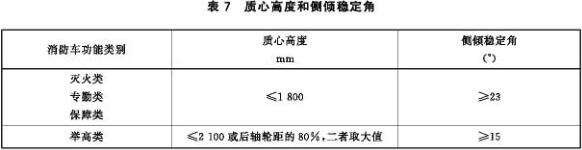 表 7　质心高度和侧倾稳定角
消防车功能类别　质心高度 mm　侧倾稳定角 (°)
灭火类
专勤类　≤1 800　≥23
保障类
举高类　≤2 100 或后轴轮距的 80%,二者取大值　≥15